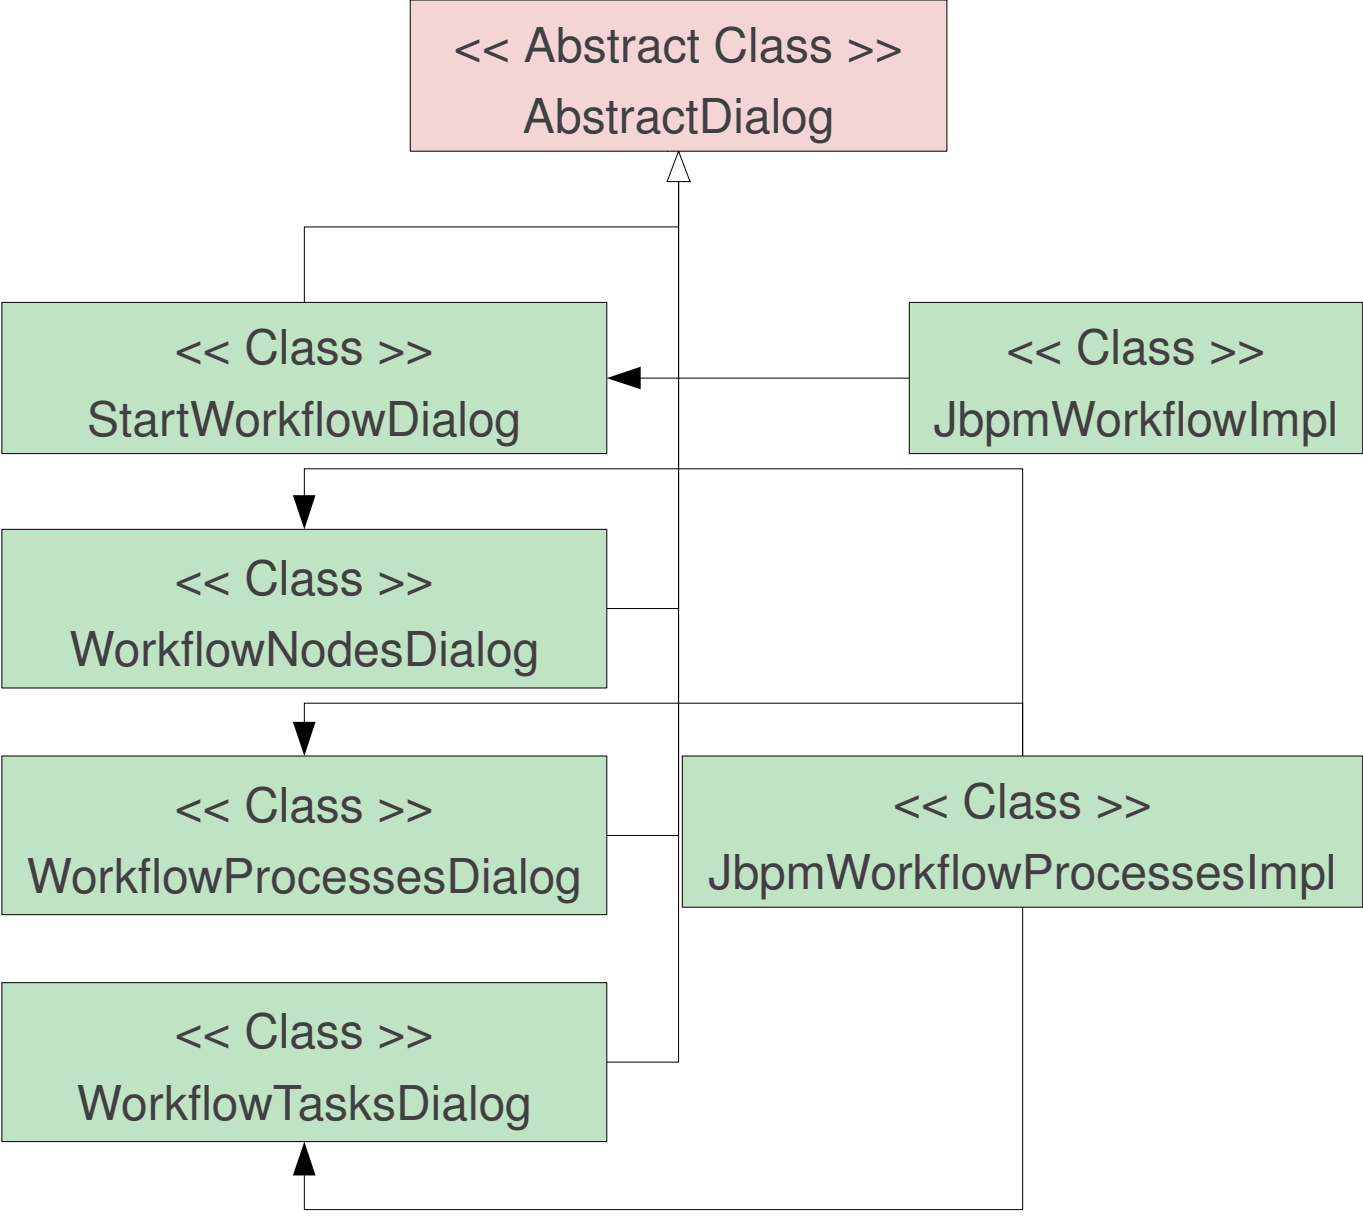 << Abstract Class >>
AbstractDialog
<< Class >>
StartWorkflowDialog
<< Class >>
JbpmWorkflowImpl
<< Class >>
WorkflowNodesDialog
<< Class >>
WorkflowProcessesDialog
<< Class >>
JbpmWorkflowProcessesImpl
<< Class >>
WorkflowTasksDialog